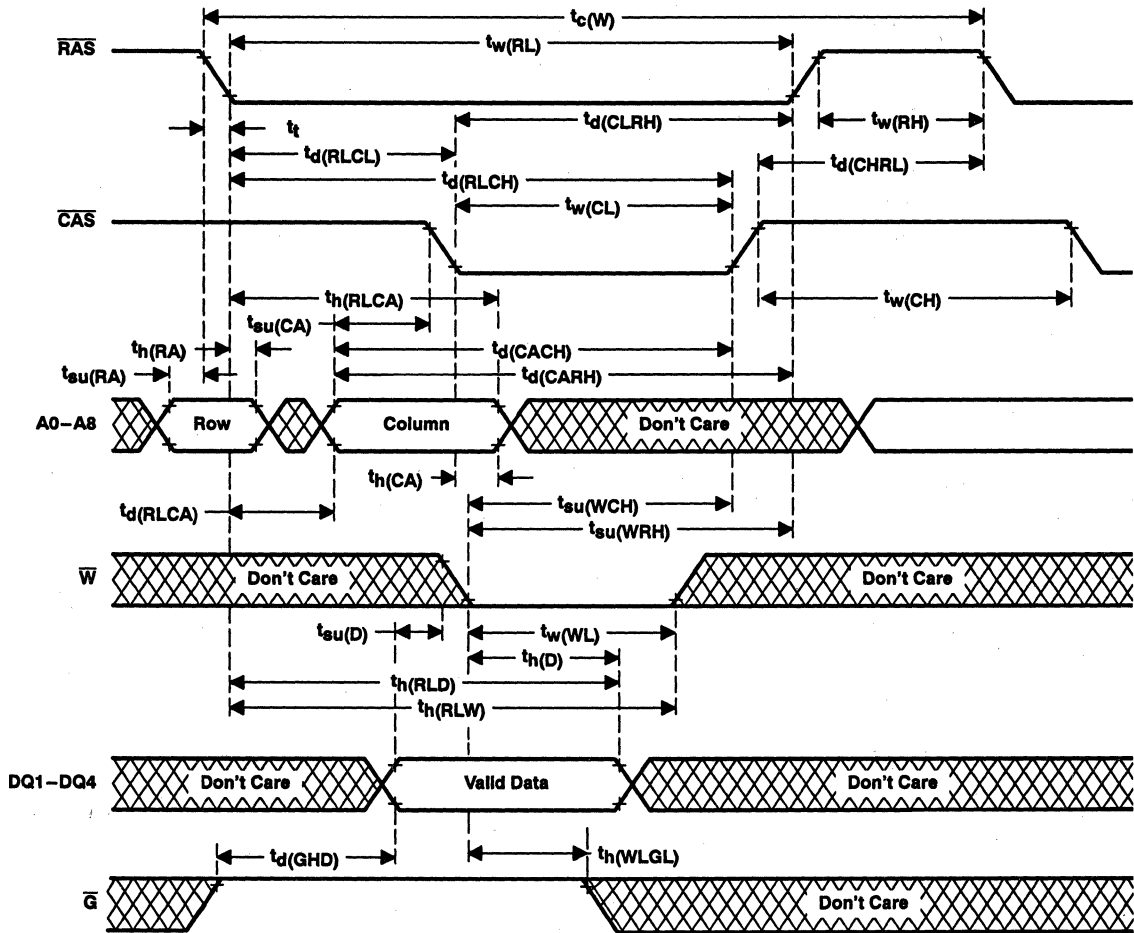 tc(W)
R̅A̅S̅
tw(RL)
tt
td(CLRH)
tw(RH)
td(RLCL)
td(CHRL)
td(RLCH)
C̅A̅S̅
tw(CL)
th(RLCA)
tw(CH)
tsu(CA)
th(RA)
td(CACH)
tsu(RA)
td(CARH)
A0–A8
Row
Column
Don't Care
th(CA)
tsu(WCH)
td(RLCA)
tsu(WRH)
W̅
Don't Care
Don't Care
tsu(D)
tw(WL)
th(D)
th(RLD)
th(RLW)
DQ1–DQ4
Don't Care
Valid Data
Don't Care
td(GHD)
th(WLGL)
G̅
Don't Care